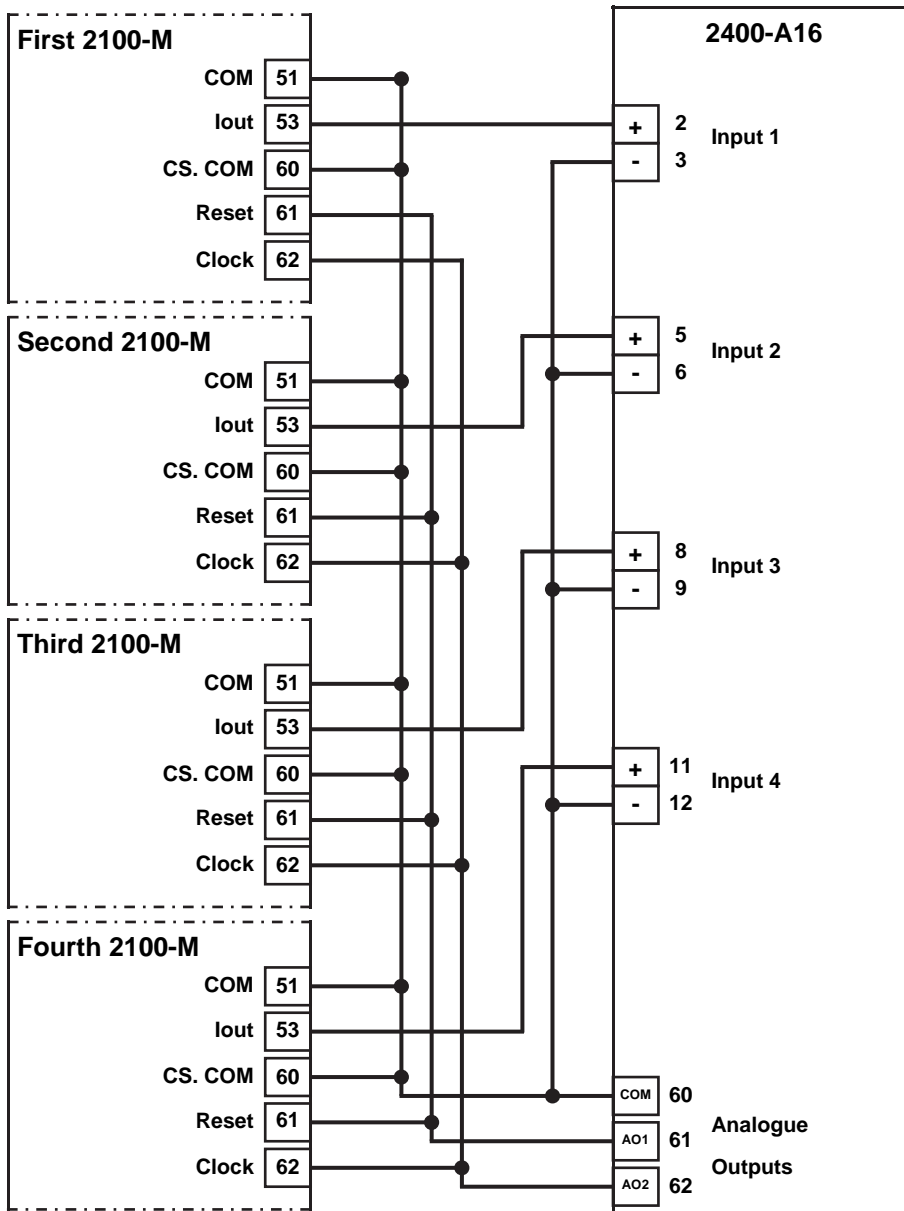 First 2100-M
COM 51
Iout 53
CS. COM 60
Reset 61
Clock 62
Second 2100-M
COM 51
Iout 53
CS. COM 60
Reset 61
Clock 62
Third 2100-M
COM 51
Iout 53
CS. COM 60
Reset 61
Clock 62
Fourth 2100-M
COM 51
Iout 53
CS. COM 60
Reset 61
Clock 62
2400-A16
+ 2
Input 1
- 3
+ 5
Input 2
- 6
+ 8
Input 3
- 9
+ 11
Input 4
- 12
COM 60
AO1 61
AO2 62
Analogue
Outputs